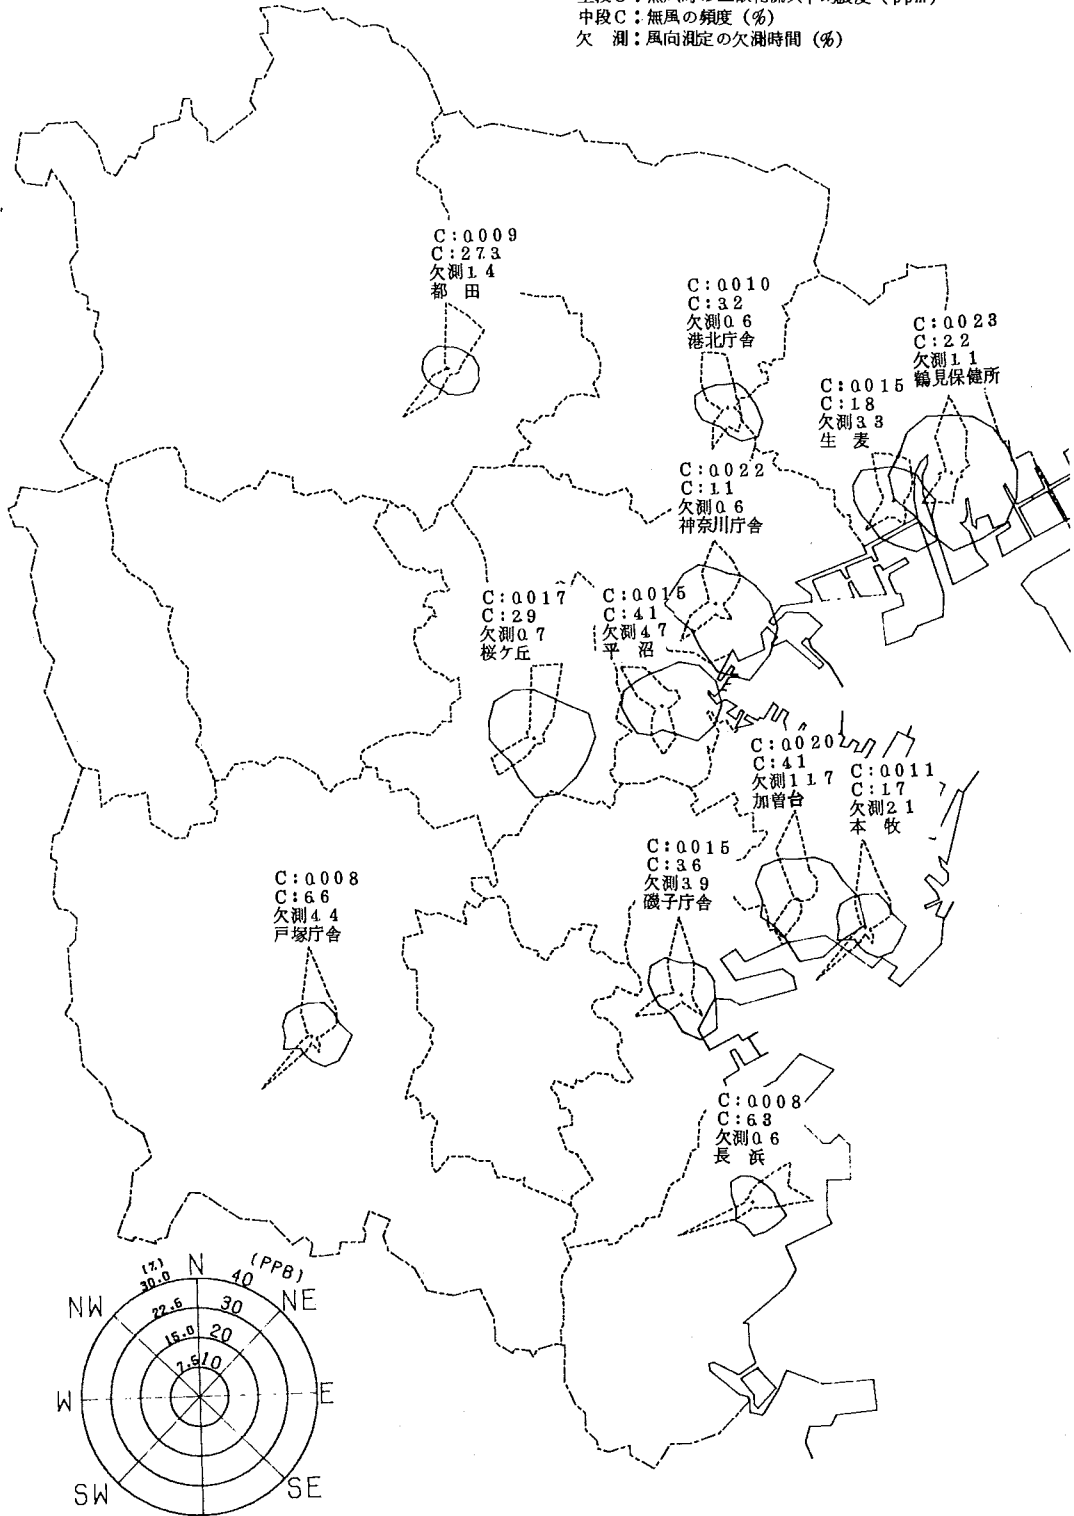 中段C：無風の頻度 (%)
欠　測：風向測定の欠測時間 (%)
C:0.009
C:27.3
欠測1.4
都　田
C:0.010
C:3.2
欠測0.6
港北庁舎
C:0.023
C:2.2
欠測1.1
鶴見保健所
C:0.015
C:1.8
欠測3.3
生　麦
C:0.022
C:1.1
欠測0.6
神奈川庁舎
C:0.017
C:2.9
欠測0.7
桜ケ丘
C:0.015
C:4.1
欠測4.7
平　沼
C:0.020
C:4.1
欠測11.7
加曽台
C:0.011
C:1.7
欠測2.1
本　牧
C:0.015
C:3.6
欠測3.9
磯子庁舎
C:0.008
C:6.6
欠測4.4
戸塚庁舎
C:0.008
C:6.3
欠測0.6
長　浜
(%) N (PPB)
30.0 40
NW NE
22.5 30
15.0 20
7.5 10
W E
SW SE